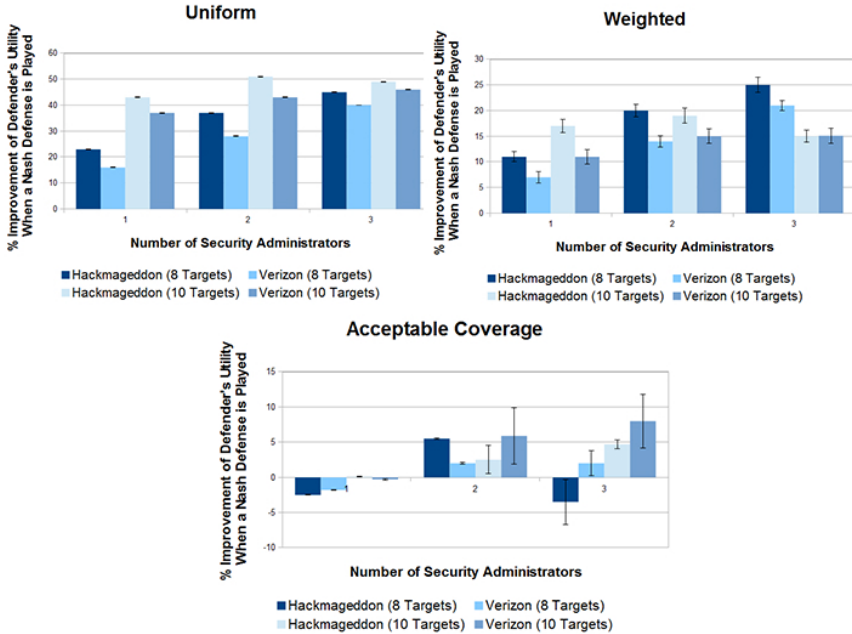 Uniform
% Improvement of Defender's Utility
When a Nash Defense is Played
60
50
40
30
20
10
0
1
2
3
Number of Security Administrators
Hackmageddon (8 Targets)
Verizon (8 Targets)
Hackmageddon (10 Targets)
Verizon (10 Targets)
Weighted
% Improvement of Defender's Utility
When a Nash Defense is Played
30
25
20
15
10
5
0
1
2
3
Number of Security Administrators
Hackmageddon (8 Targets)
Verizon (8 Targets)
Hackmageddon (10 Targets)
Verizon (10 Targets)
Acceptable Coverage
% Improvement of Defender's Utility
When a Nash Defense is Played
15
10
5
0
-5
-10
1
2
3
Number of Security Administrators
Hackmageddon (8 Targets)
Verizon (8 Targets)
Hackmageddon (10 Targets)
Verizon (10 Targets)